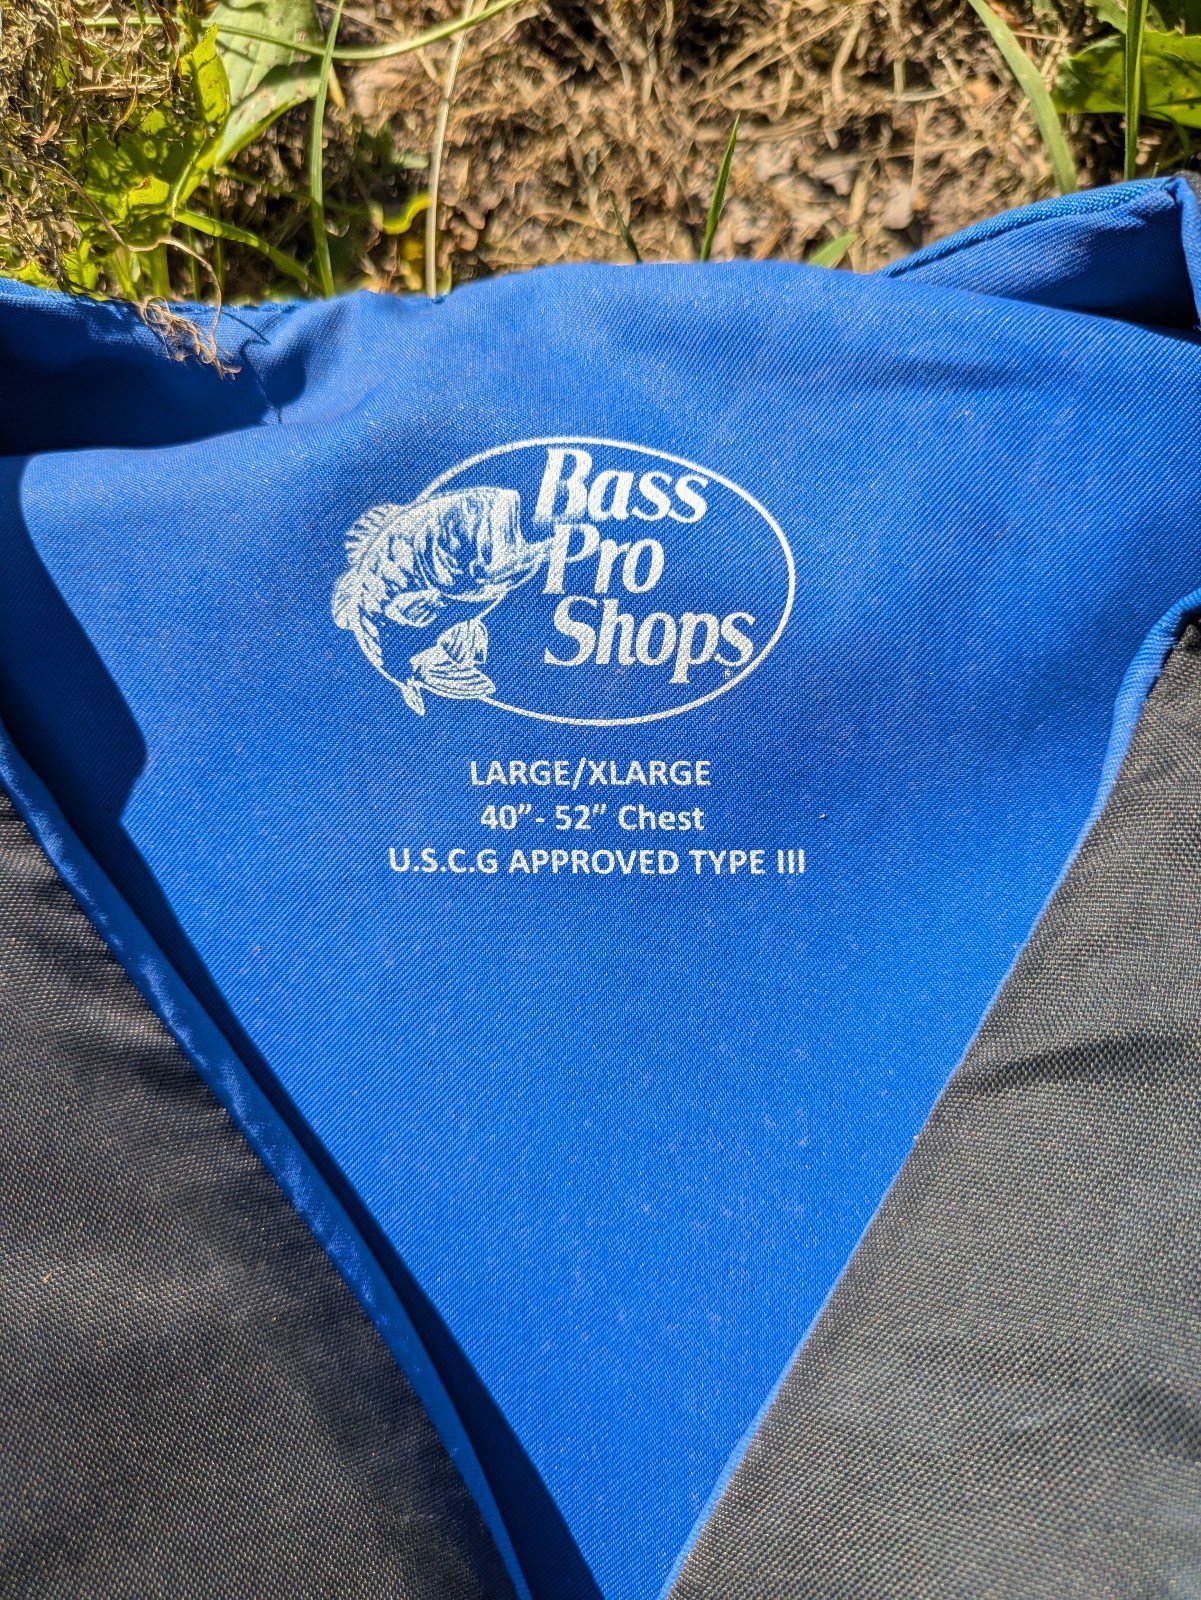 Bass
Pro
Shops®
LARGE/XLARGE
40”- 52” Chest
U.S.C.G APPROVED TYPE III